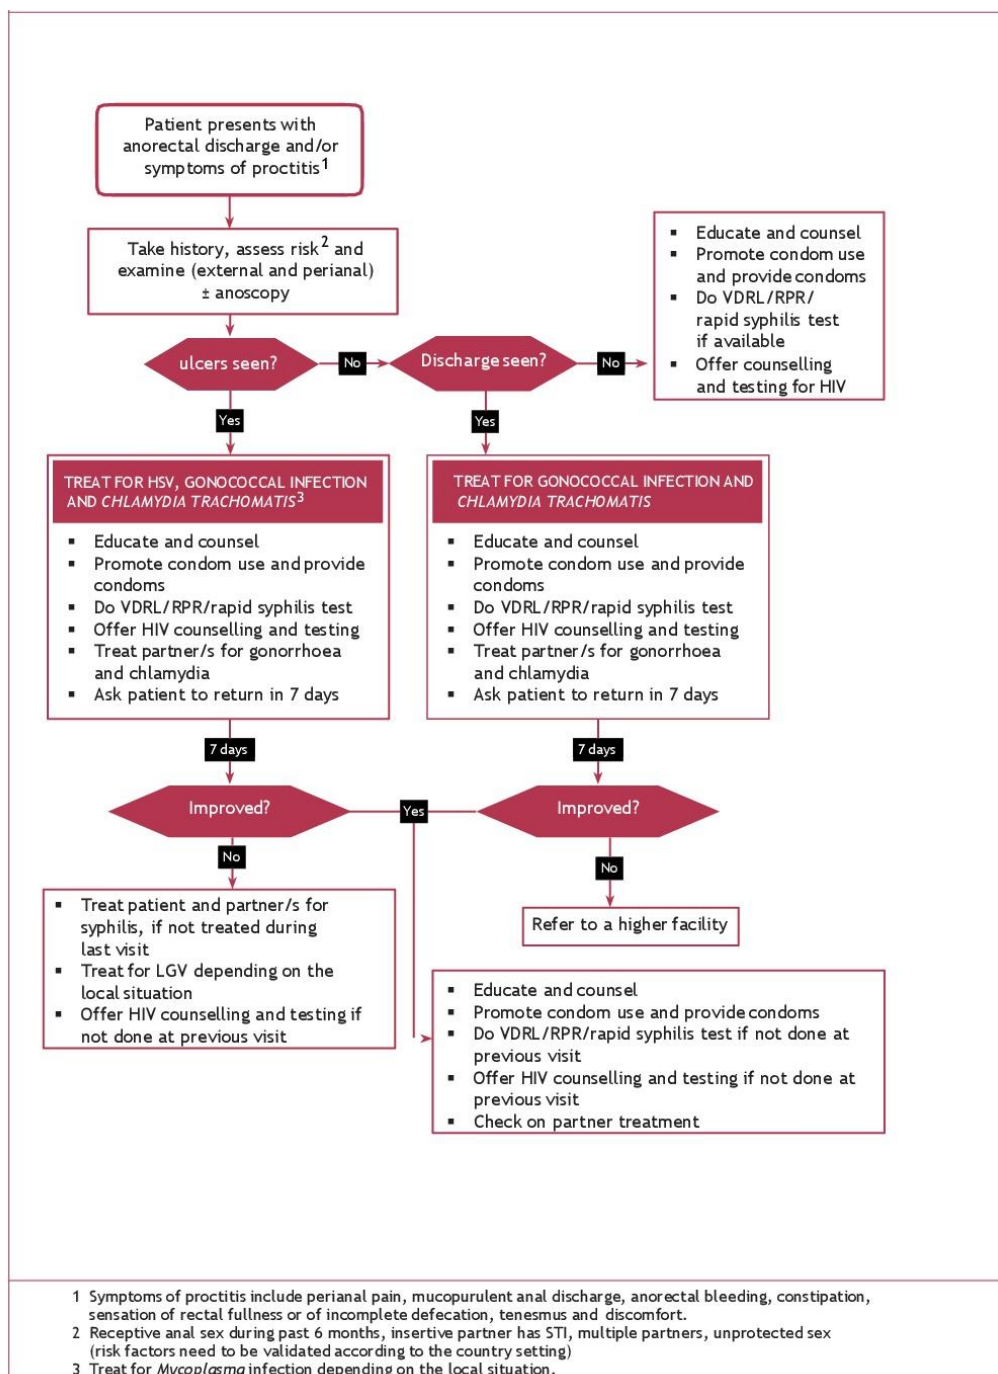 Patient presents with
anorectal discharge and/or
symptoms of proctitis1
Take history, assess risk2 and
examine (external and perianal)
± anoscopy
ulcers seen?
No
Discharge seen?
No
▪ Educate and counsel
▪ Promote condom use
and provide condoms
▪ Do VDRL/RPR/
rapid syphilis test
if available
▪ Offer counselling
and testing for HIV
Yes
Yes
TREAT FOR HSV, GONOCOCCAL INFECTION
AND CHLAMYDIA TRACHOMATIS3
▪ Educate and counsel
▪ Promote condom use and provide
condoms
▪ Do VDRL/RPR/rapid syphilis test
▪ Offer HIV counselling and testing
▪ Treat partner/s for gonorrhoea
and chlamydia
▪ Ask patient to return in 7 days
TREAT FOR GONOCOCCAL INFECTION AND
CHLAMYDIA TRACHOMATIS
▪ Educate and counsel
▪ Promote condom use and provide
condoms
▪ Do VDRL/RPR/rapid syphilis test
▪ Offer HIV counselling and testing
▪ Treat partner/s for gonorrhoea
and chlamydia
▪ Ask patient to return in 7 days
7 days
7 days
Improved?
Yes
Improved?
No
No
▪ Treat patient and partner/s for
syphilis, if not treated during
last visit
▪ Treat for LGV depending on the
local situation
▪ Offer HIV counselling and testing if
not done at previous visit
Refer to a higher facility
▪ Educate and counsel
▪ Promote condom use and provide condoms
▪ Do VDRL/RPR/rapid syphilis test if not done at
previous visit
▪ Offer HIV counselling and testing if not done at
previous visit
▪ Check on partner treatment
1 Symptoms of proctitis include perianal pain, mucopurulent anal discharge, anorectal bleeding, constipation,
sensation of rectal fullness or of incomplete defecation, tenesmus and discomfort.
2 Receptive anal sex during past 6 months, insertive partner has STI, multiple partners, unprotected sex
(risk factors need to be validated according to the country setting)
3 Treat for Mycoplasma infection depending on the local situation.